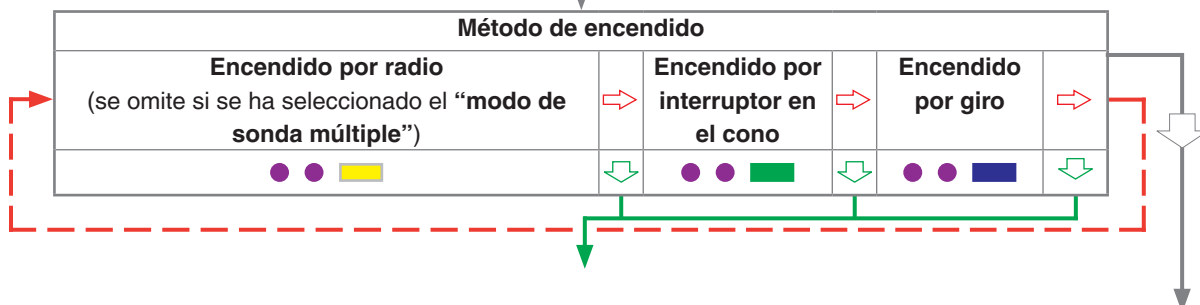 Método de encendido
Encendido por radio
(se omite si se ha seleccionado el “modo de
sonda múltiple”)
Encendido por
interruptor en
el cono
Encendido
por giro